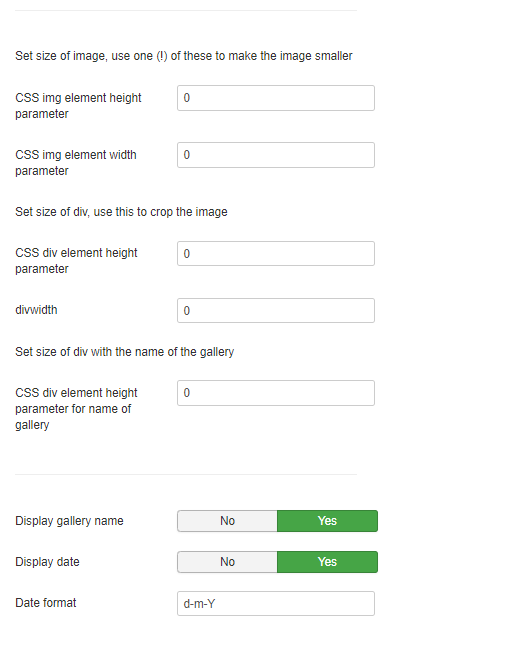 Set size of image, use one (!) of these to make the image smaller
CSS img element height
parameter
0
CSS img element width
parameter
0
Set size of div, use this to crop the image
CSS div element height
parameter
0
divwidth
0
Set size of div with the name of the gallery
CSS div element height
parameter for name of
gallery
0
Display gallery name
No Yes
Display date
No Yes
Date format
d-m-Y